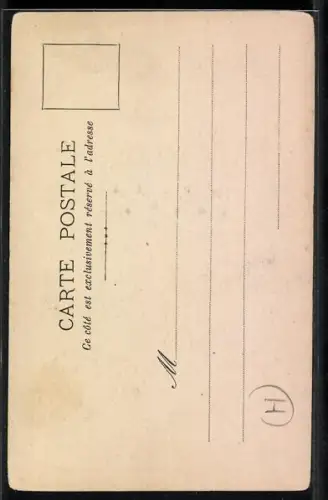 CARTE POSTALE
Ce côté est exclusivement réservé à l'adresse
M
H